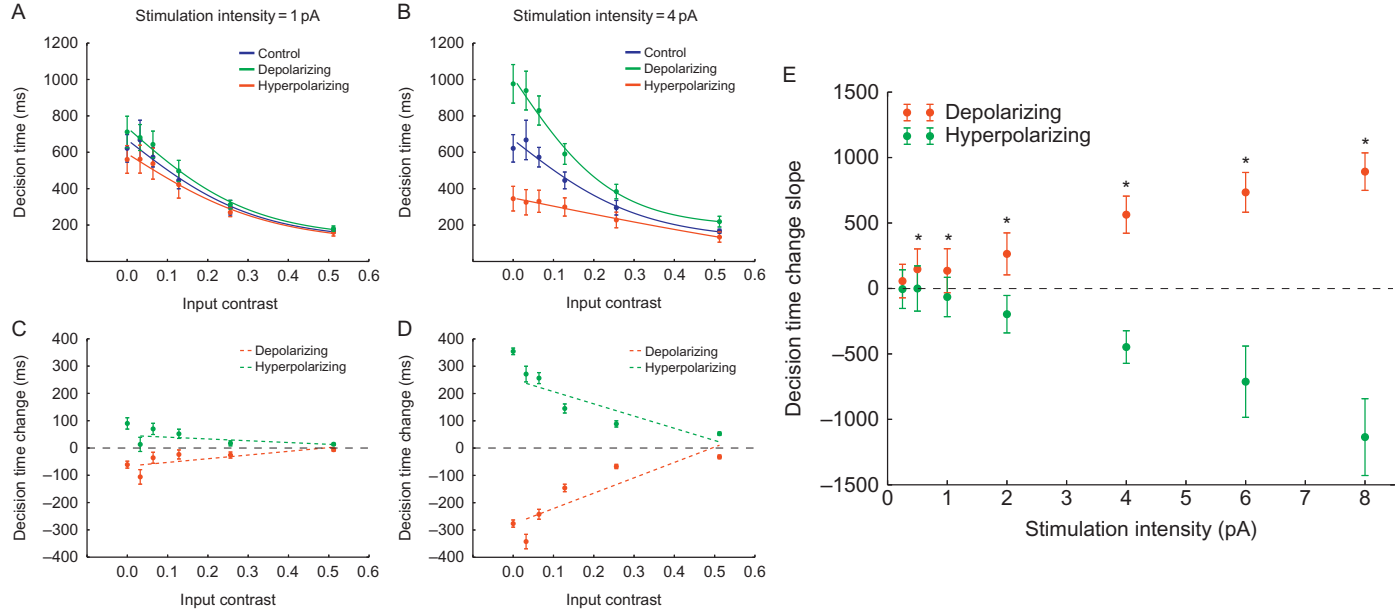 A
Stimulation intensity = 1 pA
1200
1000
800
600
400
200
Decision time (ms)
Control
Depolarizing
Hyperpolarizing
0.0 0.1 0.2 0.3 0.4 0.5 0.6
Input contrast
B
Stimulation intensity = 4 pA
1200
1000
800
600
400
200
Decision time (ms)
Control
Depolarizing
Hyperpolarizing
0.0 0.1 0.2 0.3 0.4 0.5 0.6
Input contrast
C
400
300
200
100
0
–100
–200
–300
–400
Decision time change (ms)
Depolarizing
Hyperpolarizing
0.0 0.1 0.2 0.3 0.4 0.5 0.6
Input contrast
D
400
300
200
100
0
–100
–200
–300
–400
Decision time change (ms)
Depolarizing
Hyperpolarizing
0.0 0.1 0.2 0.3 0.4 0.5 0.6
Input contrast
E
1500
1000
500
0
–500
–1000
–1500
Decision time change slope
Depolarizing
Hyperpolarizing
* * * * * *
0 1 2 3 4 5 6 7 8
Stimulation intensity (pA)